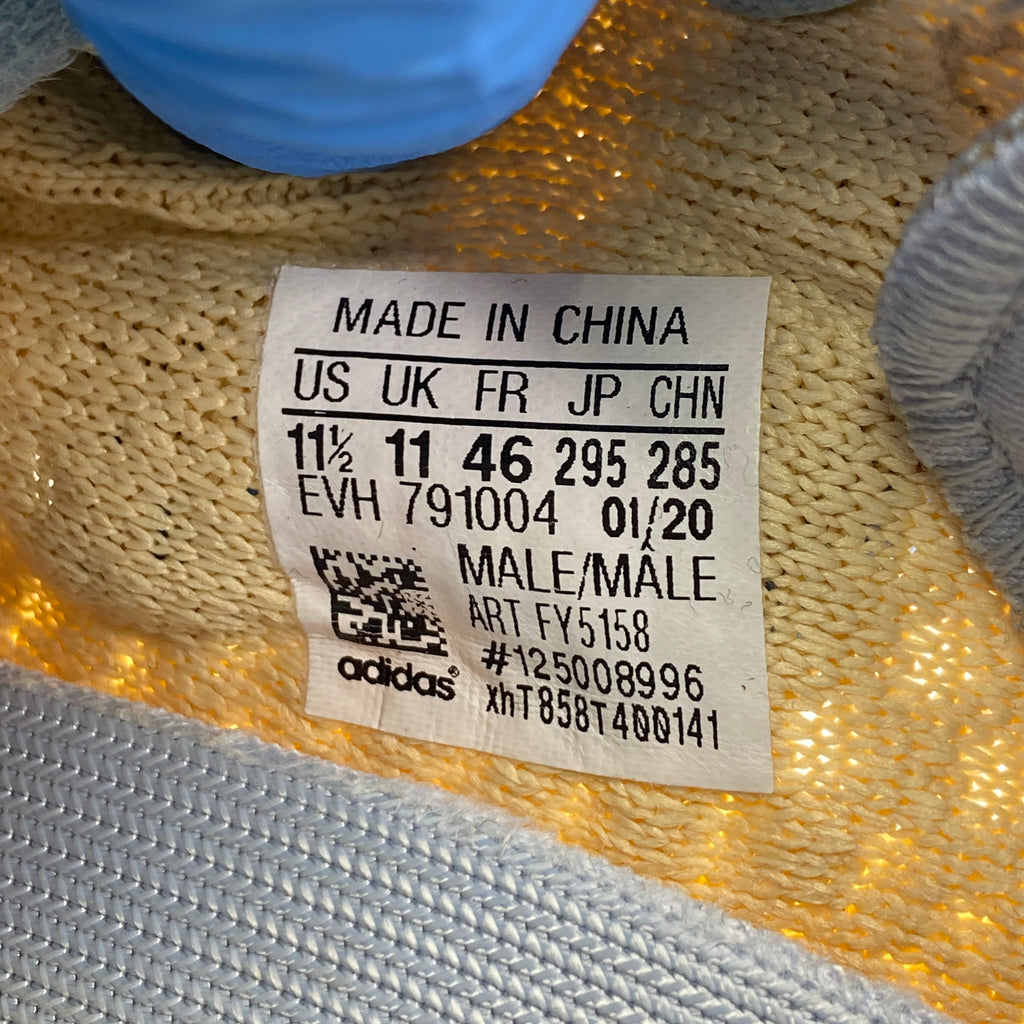 MADE IN CHINA
US UK FR JP CHN
11½ 11 46 295 285
EVH 791004 01/20
MALE/MÂLE
ART FY5158
#125008996
xhT858T400141
adidas®